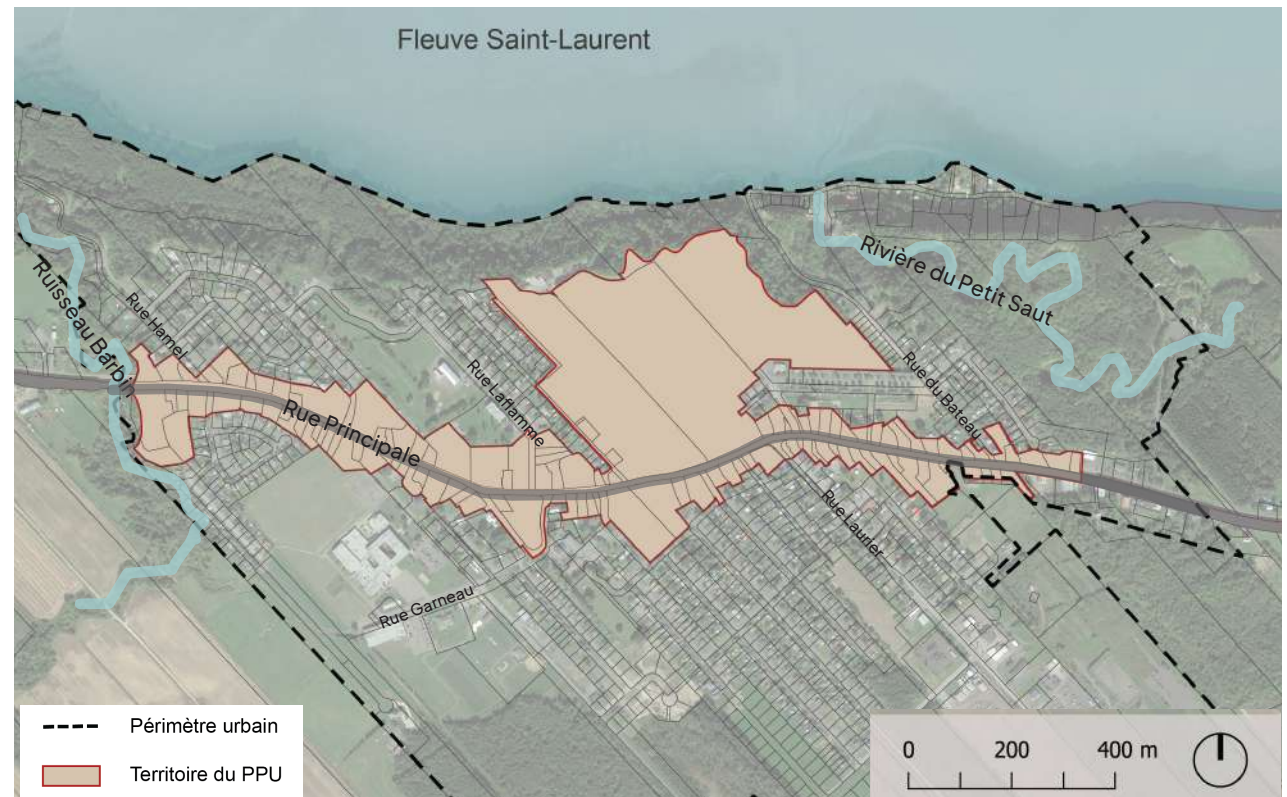 Fleuve Saint-Laurent
Rivière du Petit Saut
Ruisseau Barbin
Rue Hamel
Rue Principale
Rue Laflamme
Rue du Bateau
Rue Laurier
Rue Garneau
Périmètre urbain
Territoire du PPU
0 200 400 m